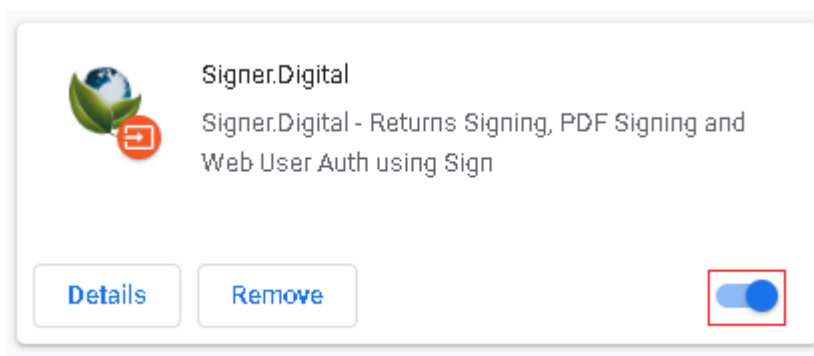 Signer.Digital
Signer.Digital - Returns Signing, PDF Signing and
Web User Auth using Sign
Details
Remove